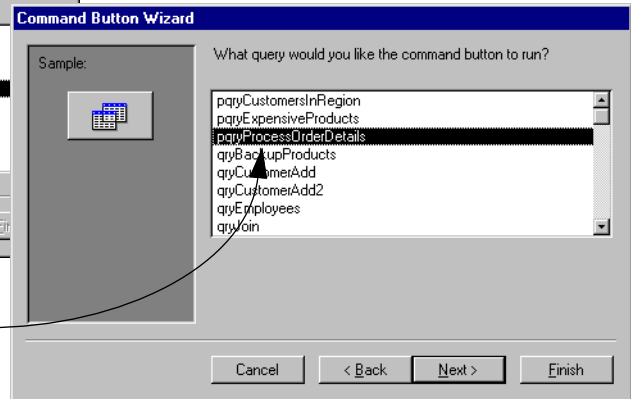 Command Button Wizard
Sample:
What query would you like the command button to run?
pqryCustomersInRegion
pqryExpensiveProducts
pqryProcessOrderDetails
qryBackupProducts
qryCustomerAdd
qryCustomerAdd2
qryEmployees
qryJoin
Cancel
< Back
Next >
Finish